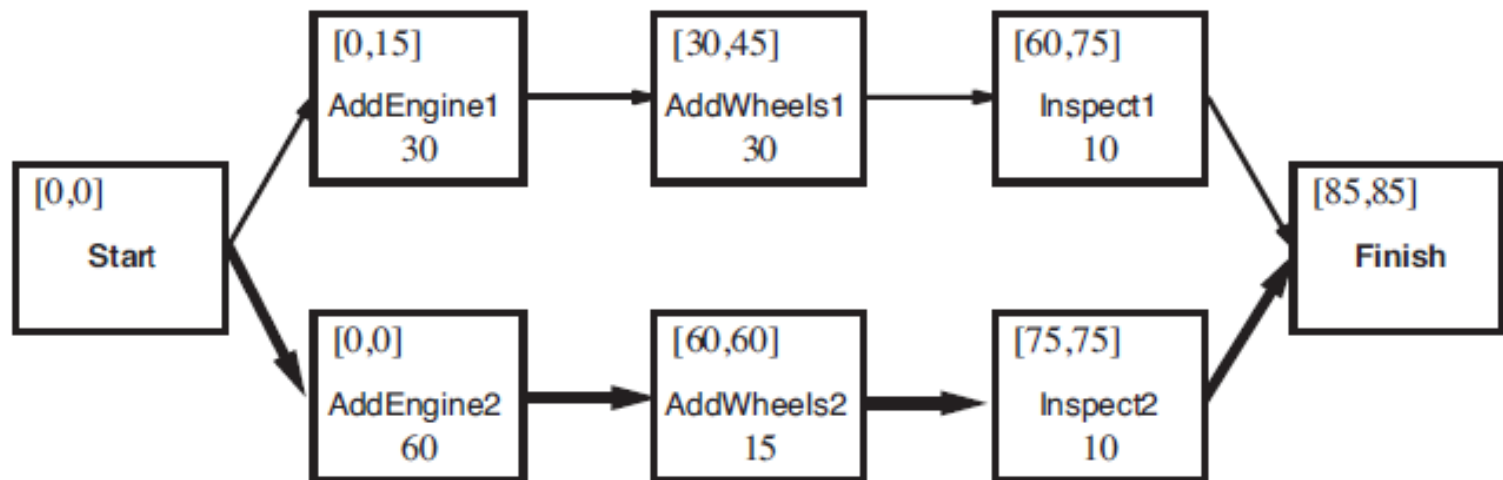 [0,0]
Start
[0,15]
AddEngine1
30
[30,45]
AddWheels1
30
[60,75]
Inspect1
10
[0,0]
AddEngine2
60
[60,60]
AddWheels2
15
[75,75]
Inspect2
10
[85,85]
Finish